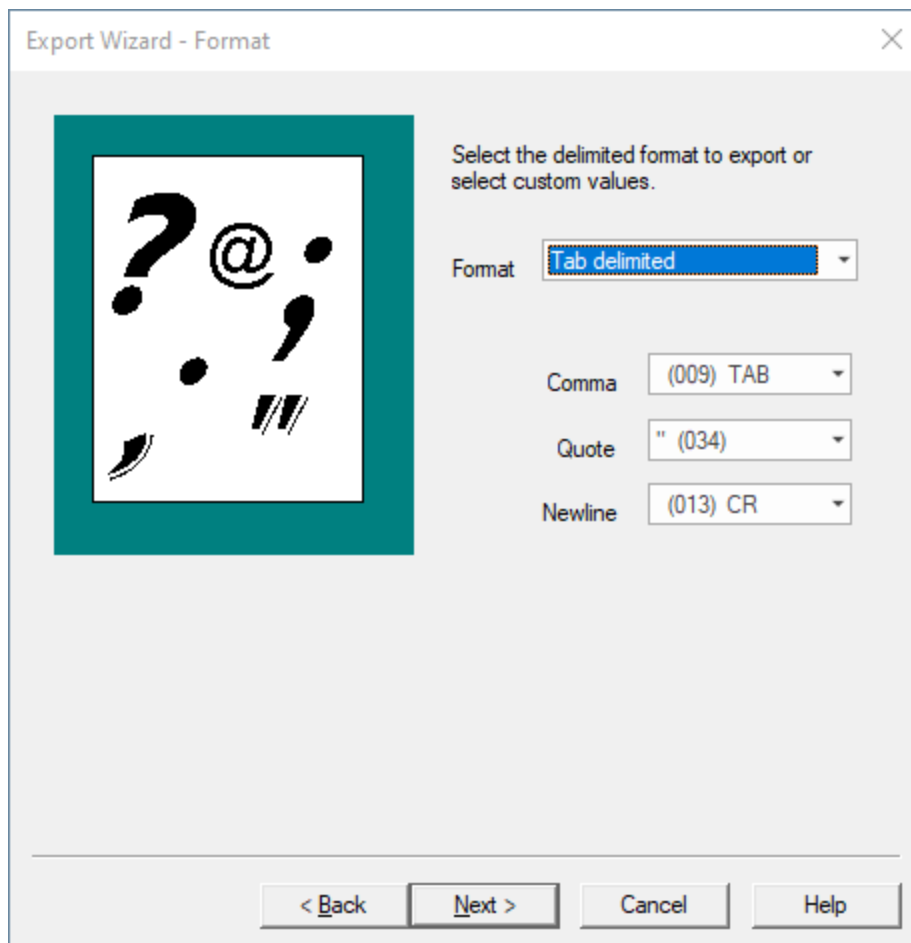 Export Wizard - Format
Select the delimited format to export or
select custom values.
Format Tab delimited
? @ . ; . " ,
Comma (009) TAB
Quote " (034)
Newline (013) CR
< Back Next > Cancel Help